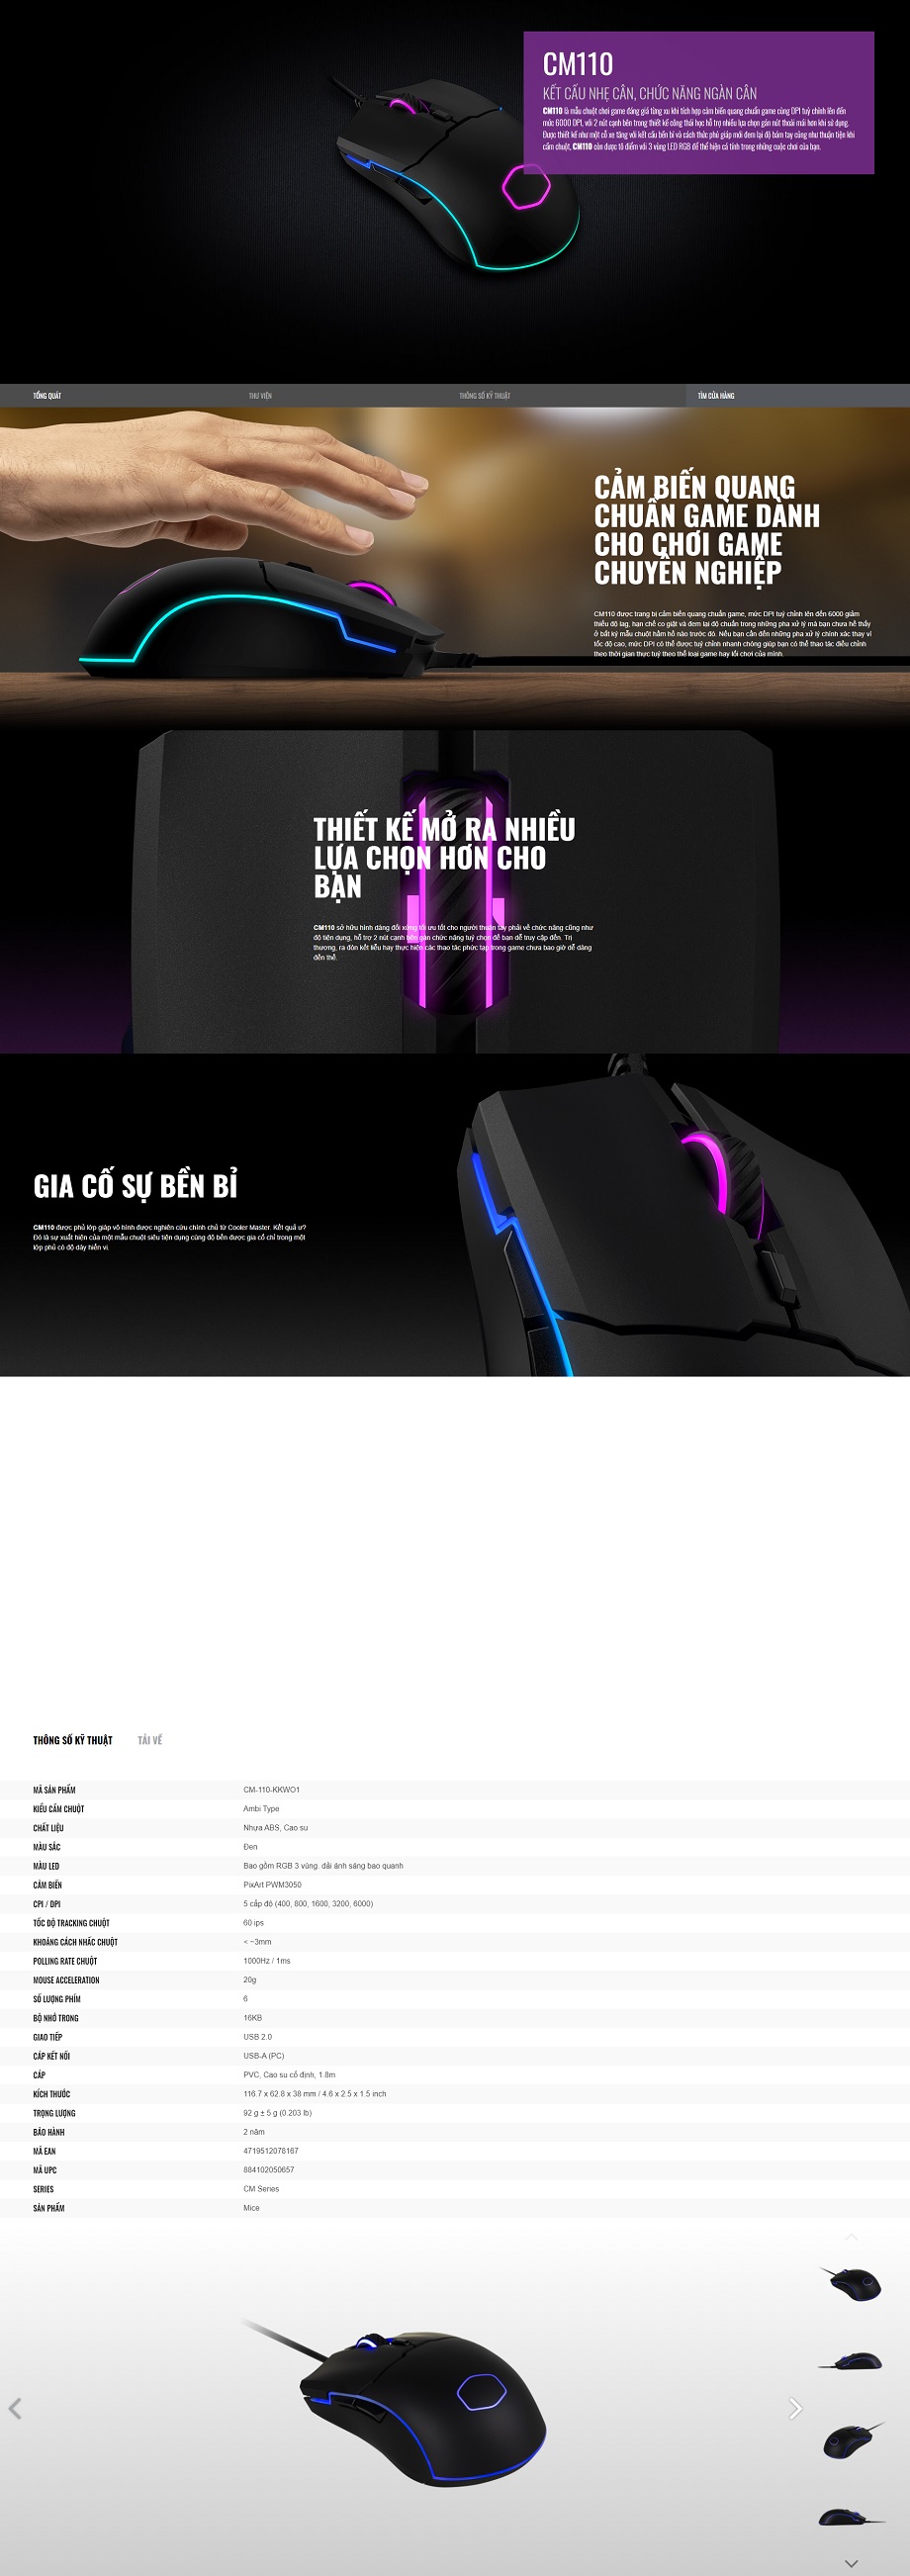 CM110
KẾT CẤU NHẸ CÂN, CHỨC NĂNG NGÀN CÂN
CM110 là mẫu chuột chơi game đáng giá từng xu khi tích hợp cảm biến quang chuẩn game cùng DPI tuỳ chỉnh lên đến
mức 6000 DPI, với 2 nút cạnh bên trong thiết kế công thái học hỗ trợ nhiều lựa chọn gán nút thoải mái hơn khi sử dụng.
Được thiết kế như một cỗ xe tăng với kết cấu bền bỉ và cách thức phủ giáp mới đem lại độ bám tay cũng như thuận tiện khi
cầm chuột, CM110 còn được tô điểm với 3 vùng LED RGB để thể hiện cá tính trong những cuộc chơi của bạn.
TỔNG QUÁT
THƯ VIỆN
THÔNG SỐ KỸ THUẬT
TÌM CỬA HÀNG
CẢM BIẾN QUANG
CHUẨN GAME DÀNH
CHO CHƠI GAME
CHUYÊN NGHIỆP
CM110 được trang bị cảm biến quang chuẩn game, mức DPI tuỳ chỉnh lên đến 6000 giảm
thiểu độ lag, hạn chế co giật và đem lại độ chuẩn trong những pha xử lý mà bạn chưa hề thấy
ở bất kỳ mẫu chuột hầm hố nào trước đó. Nếu bạn cần đến những pha xử lý chính xác thay vì
tốc độ cao, mức DPI có thể được tuỳ chỉnh nhanh chóng giúp bạn có thể thao tác điều chỉnh
theo thời gian thực tuỳ theo thể loại game hay lối chơi của mình.
THIẾT KẾ MỞ RA NHIỀU
LỰA CHỌN HƠN CHO
BẠN
CM110 sở hữu hình dáng đối xứng tối ưu tốt cho người thuận tay phải về chức năng cũng như
độ tiện dụng, hỗ trợ 2 nút cạnh bên gán chức năng tuỳ chọn để bạn dễ truy cập đến. Trị
thương, ra đòn kết liễu hay thực hiện các thao tác phức tạp trong game chưa bao giờ dễ dàng
đến thế.
GIA CỐ SỰ BỀN BỈ
CM110 được phủ lớp giáp vô hình được nghiên cứu chính chủ từ Cooler Master. Kết quả ư?
Đó là sự xuất hiện của một mẫu chuột siêu tiện dụng cùng độ bền được gia cố chỉ trong một
lớp phủ có độ dày hiển vi.
THÔNG SỐ KỸ THUẬT
TẢI VỀ
MÃ SẢN PHẨM CM-110-KKWO1
KIỂU CẦM CHUỘT Ambi Type
CHẤT LIỆU Nhựa ABS, Cao su
MÀU SẮC Đen
MÀU LED Bao gồm RGB 3 vùng. dải ánh sáng bao quanh
CẢM BIẾN PixArt PWM3050
CPI / DPI 5 cấp độ (400, 800, 1600, 3200, 6000)
TỐC ĐỘ TRACKING CHUỘT 60 ips
KHOẢNG CÁCH NHẤC CHUỘT < ~3mm
POLLING RATE CHUỘT 1000Hz / 1ms
MOUSE ACCELERATION 20g
SỐ LƯỢNG PHÍM 6
BỘ NHỚ TRONG 16KB
GIAO TIẾP USB 2.0
CÁP KẾT NỐI USB-A (PC)
CÁP PVC, Cao su cố định, 1.8m
KÍCH THƯỚC 116.7 x 62.8 x 38 mm / 4.6 x 2.5 x 1.5 inch
TRỌNG LƯỢNG 92 g ± 5 g (0.203 lb)
BẢO HÀNH 2 năm
MÃ EAN 4719512078167
MÃ UPC 884102050657
SERIES CM Series
SẢN PHẨM Mice